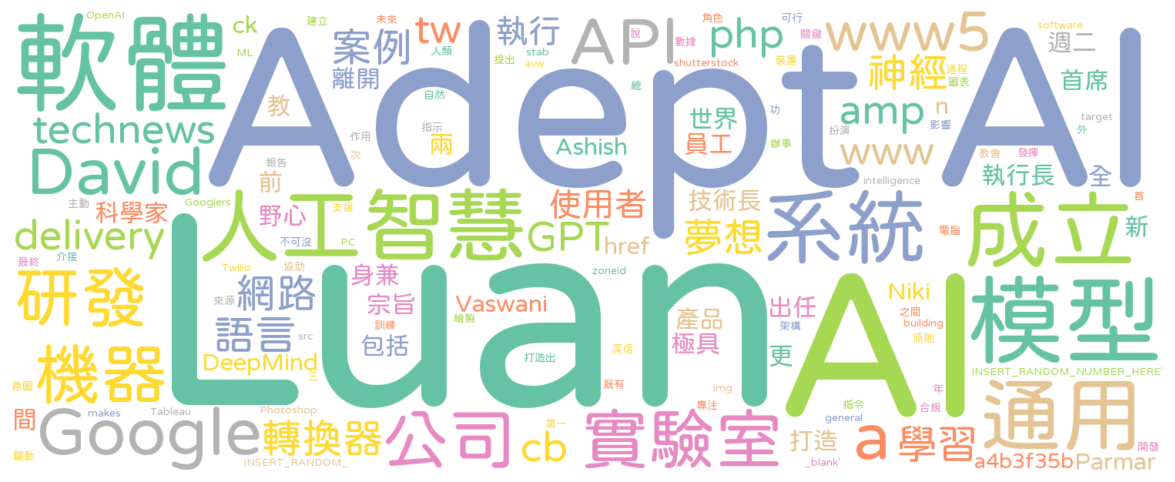 OpenAI
建立
未來
角色
可行
software
軟體
ck
案例
tw
執行
API
說
數據
php
關鍵
www5
週二
ML
人類
提出
stab
avw
shutterstock
裝置
神經
過程
圖表
首席
離開
Adept AI
technews
教
自然
總
世界
功
amp
n
影響
target
外
作用
指示
兩
Ashish
員工
辦事
扮演
www
David
次
報告
前
intelligence
教會
發揮
執行長
全
主動
科學家
Googlers
野心
支援
人工智慧
使用者
技術長
系統
首
成立
新
delivery
不可沒
PC
GPT
href
夢想
電腦
介接
最終
Twilio
協助
身兼
zoneid
研發
來源
網路
宗旨
Luan
Vaswani
出任
Niki
模型
訓練
繪製
產品
架構
之間
building
語言
src
包括
極具
原則
DeepMind
打造出
深信
更
AI
機器
三
INSERT_RANDOM_NUMBER_HERE'
首圖
既有
img
年
間
makes
Tableau
Photoshop
專注
指令
合規
通用
Google
轉換器
第一
general
公司
cb
實驗室
打造
a
學習
開發
驅動
INSERT_RANDOM_
_blank'
a4b3f35b
Parmar